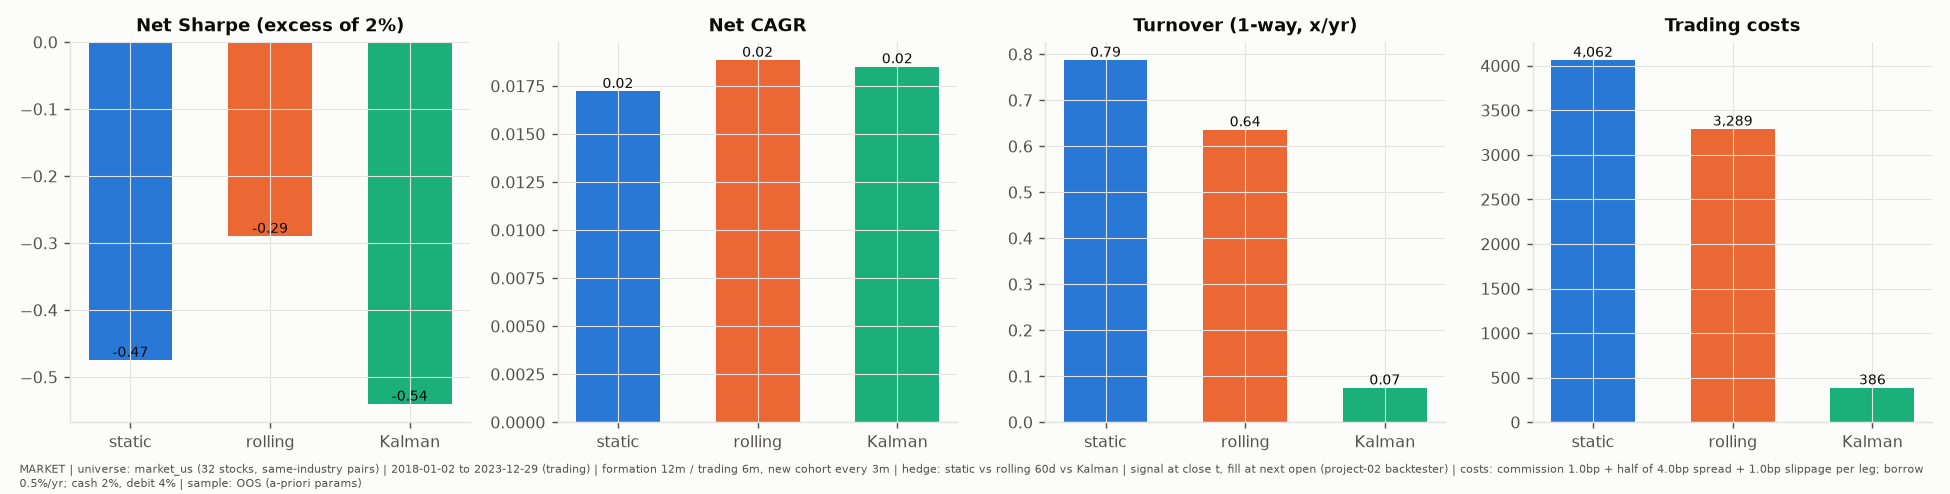 Net Sharpe (excess of 2%)
0.0
−0.1
−0.2
−0.3
−0.4
−0.5
-0.47
-0.29
-0.54
static
rolling
Kalman
Net CAGR
0.0175
0.0150
0.0125
0.0100
0.0075
0.0050
0.0025
0.0000
0.02
0.02
0.02
static
rolling
Kalman
Turnover (1-way, x/yr)
0.8
0.7
0.6
0.5
0.4
0.3
0.2
0.1
0.0
0.79
0.64
0.07
static
rolling
Kalman
Trading costs
4000
3500
3000
2500
2000
1500
1000
500
0
4,062
3,289
386
static
rolling
Kalman
MARKET | universe: market_us (32 stocks, same-industry pairs) | 2018-01-02 to 2023-12-29 (trading) | formation 12m / trading 6m, new cohort every 3m | hedge: static vs rolling 60d vs Kalman | signal at close t, fill at next open (project-02 backtester) | costs: commission 1.0bp + half of 4.0bp spread + 1.0bp slippage per leg; borrow
0.5%/yr; cash 2%, debit 4% | sample: OOS (a-priori params)